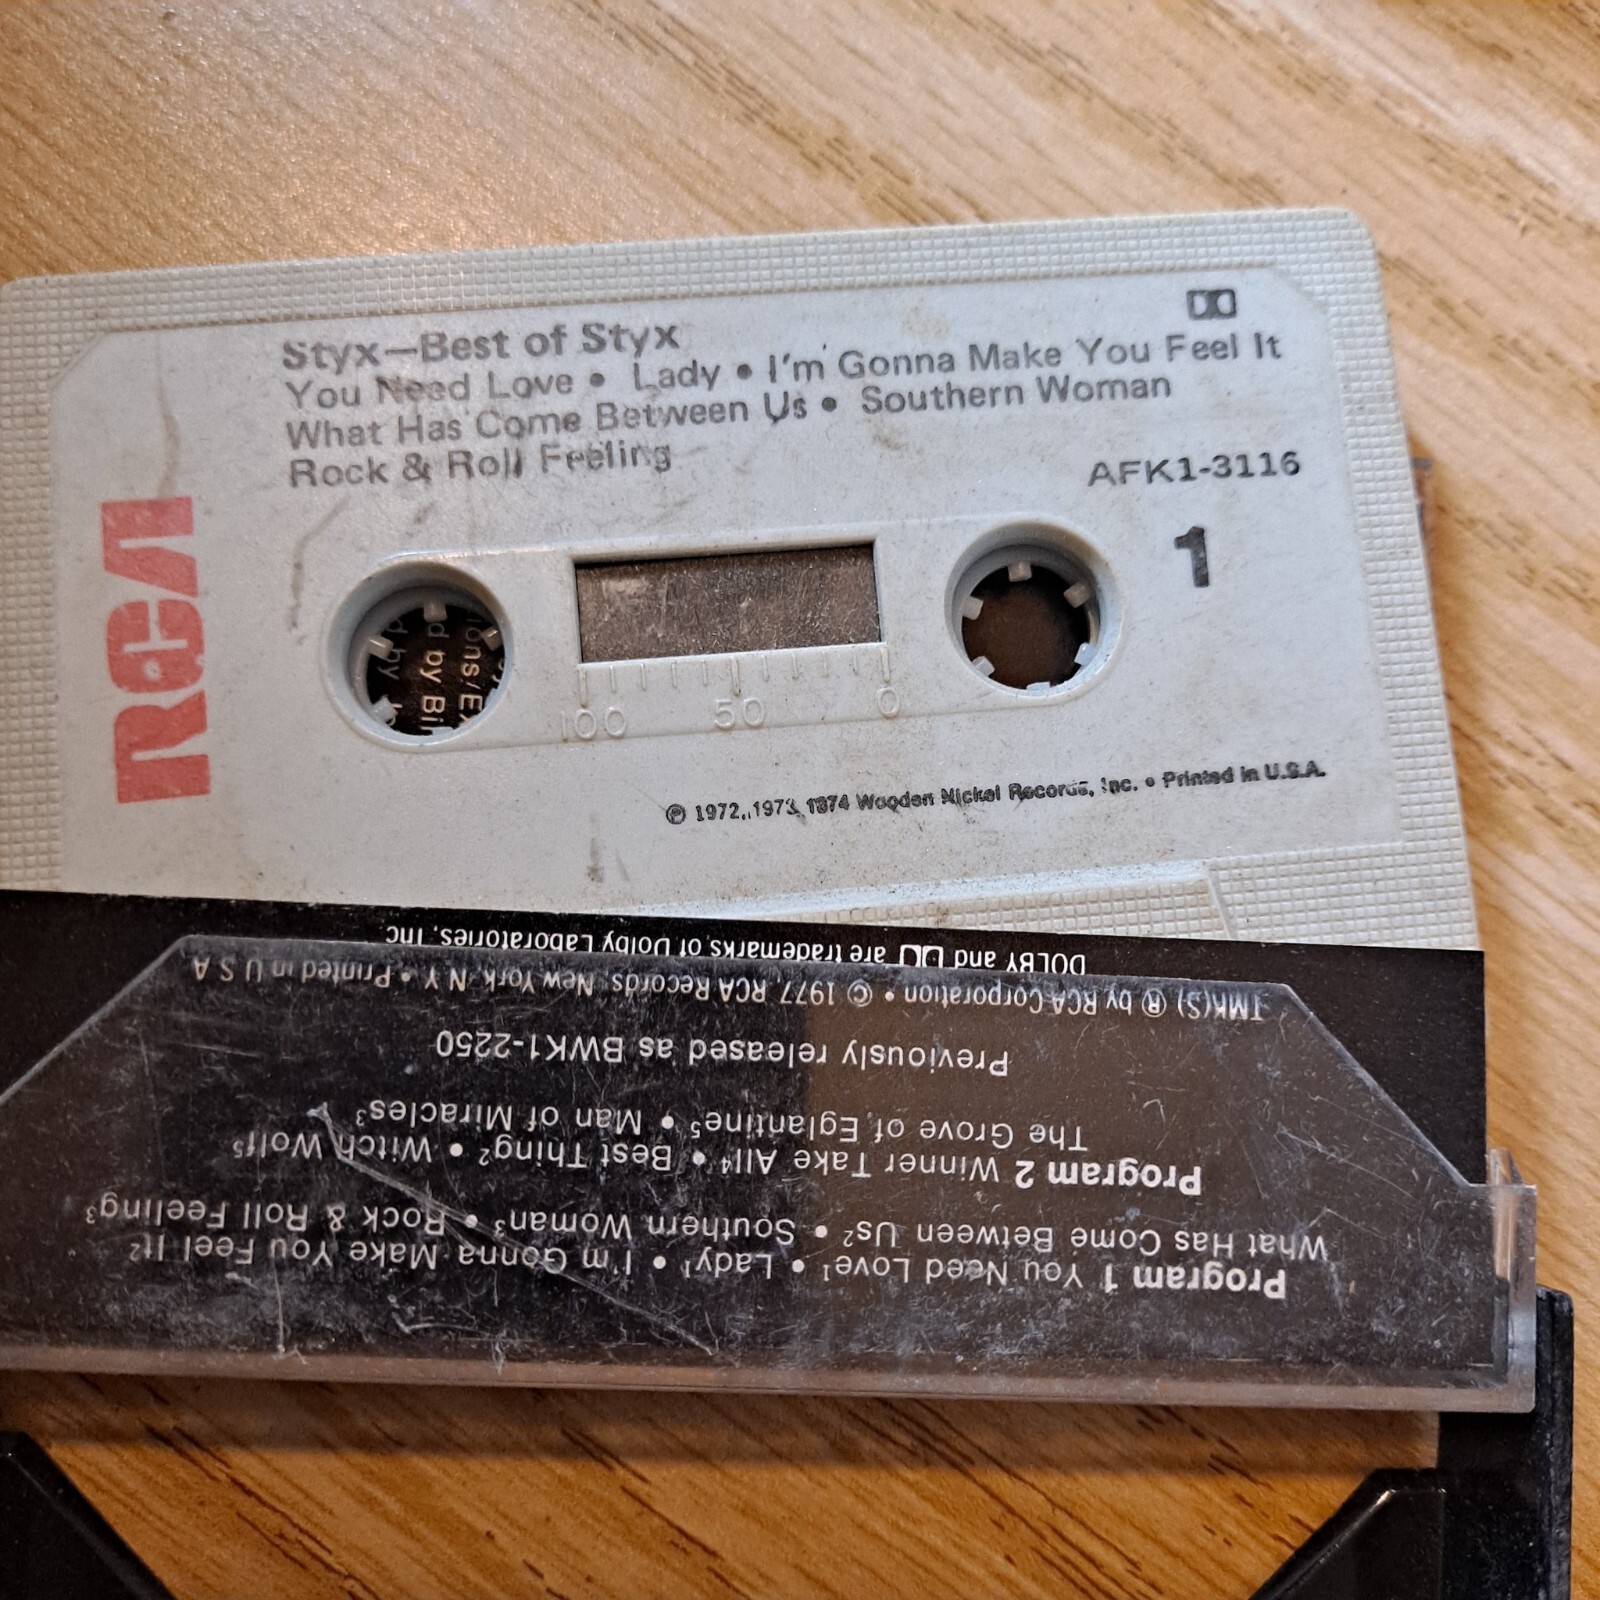 Styx—Best of Styx
You Need Love • Lady • I'm Gonna Make You Feel It
What Has Come Between Us • Southern Woman
Rock & Roll Feeling
AFK1-3116
1
RCA
100 50 0
ions/Ex
d by Bi
d by
℗ 1972, 1973, 1974 Wooden Nickel Records, Inc. • Printed in U.S.A.
Program 1 You Need Love¹ • Lady¹ • I'm Gonna Make You Feel It²
What Has Come Between Us² • Southern Woman³ • Rock & Roll Feeling³
Program 2 Winner Take All⁴ • Best Thing² • Witch Wolf⁵
The Grove of Eglantine⁵ • Man of Miracles³
Previously released as BWK1-2250
TMK(S) ® by RCA Corporation • © 1977, RCA Records, New York, N.Y. • Printed in U S A
DOLBY and are trademarks of Dolby Laboratories, Inc